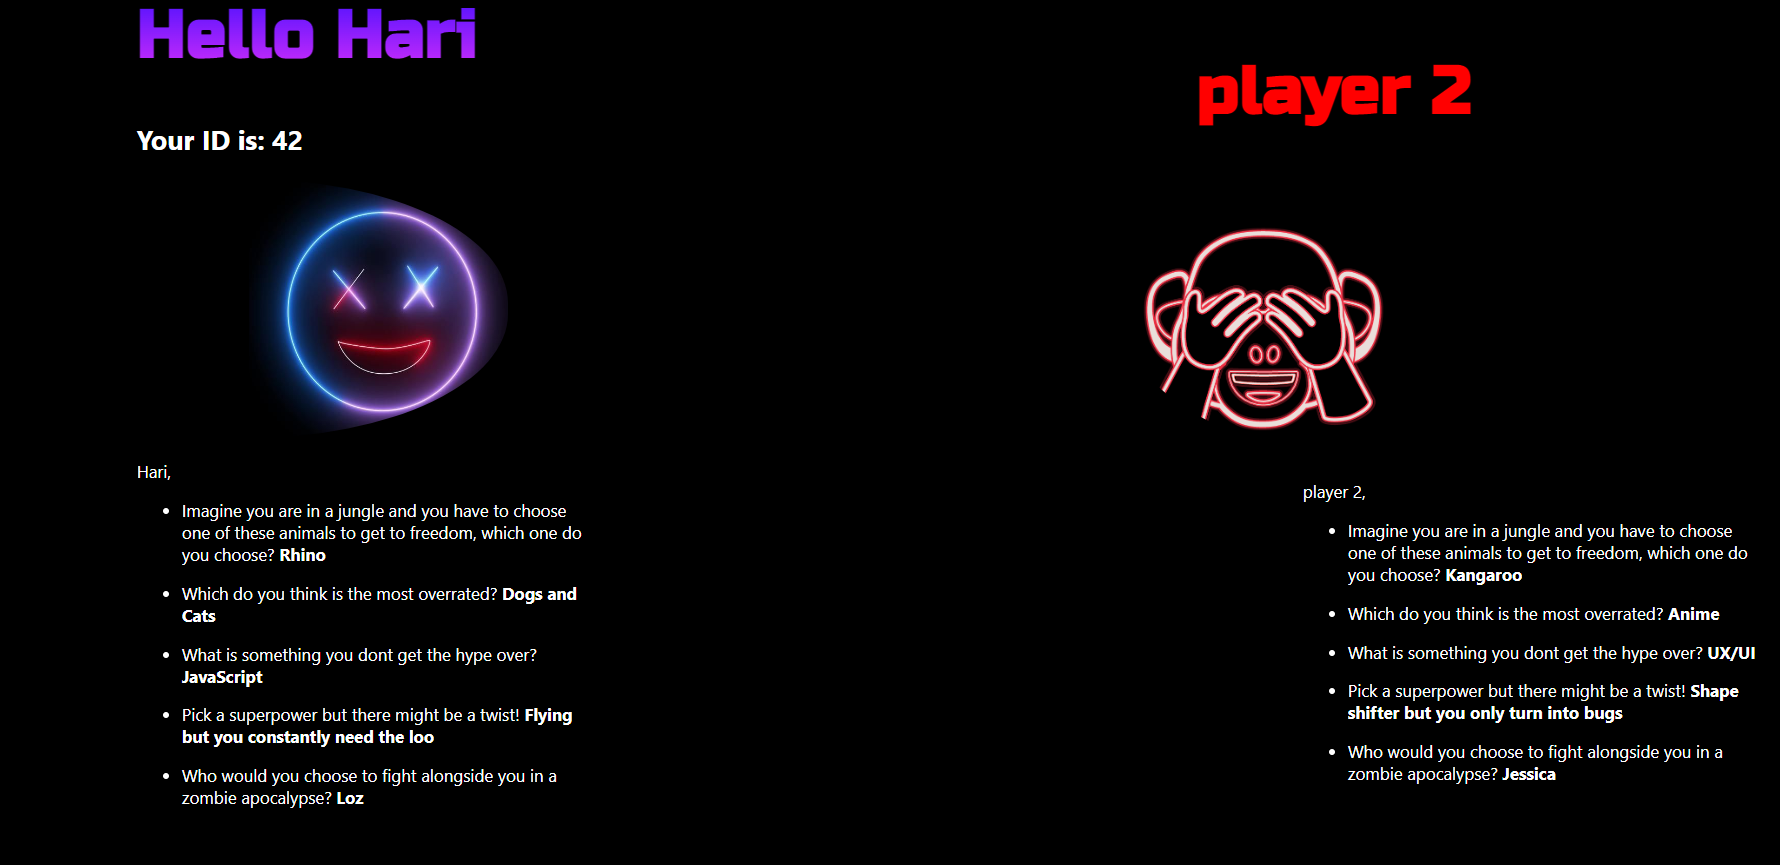 Hello Hari
Your ID is: 42
Hari,
Imagine you are in a jungle and you have to choose
one of these animals to get to freedom, which one do
you choose? Rhino
Which do you think is the most overrated? Dogs and
Cats
What is something you dont get the hype over?
JavaScript
Pick a superpower but there might be a twist! Flying
but you constantly need the loo
Who would you choose to fight alongside you in a
zombie apocalypse? Loz
player 2
player 2,
Imagine you are in a jungle and you have to choose
one of these animals to get to freedom, which one do
you choose? Kangaroo
Which do you think is the most overrated? Anime
What is something you dont get the hype over? UX/UI
Pick a superpower but there might be a twist! Shape
shifter but you only turn into bugs
Who would you choose to fight alongside you in a
zombie apocalypse? Jessica